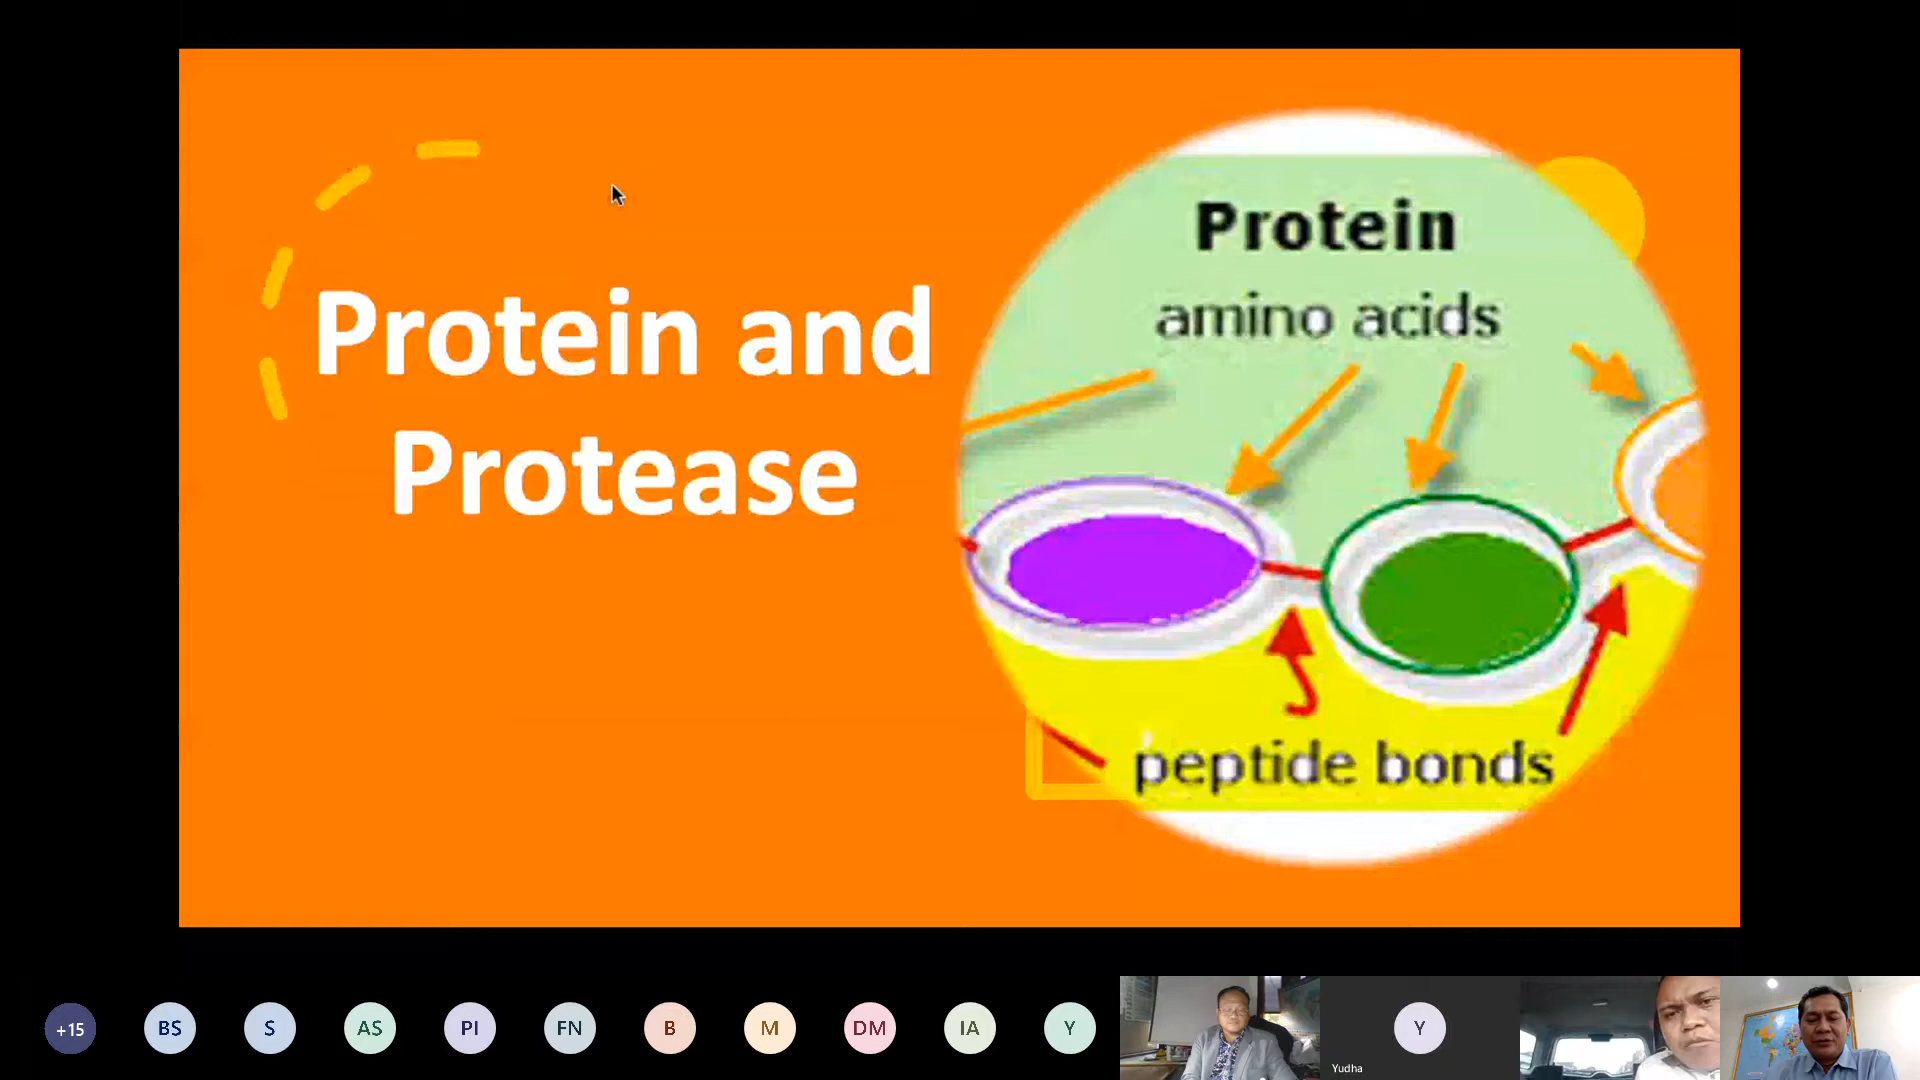 Protein and
Protease
Protein
amino acids
peptide bonds
+15
BS
S
AS
PI
FN
B
M
DM
IA
Y
Y
Yudha